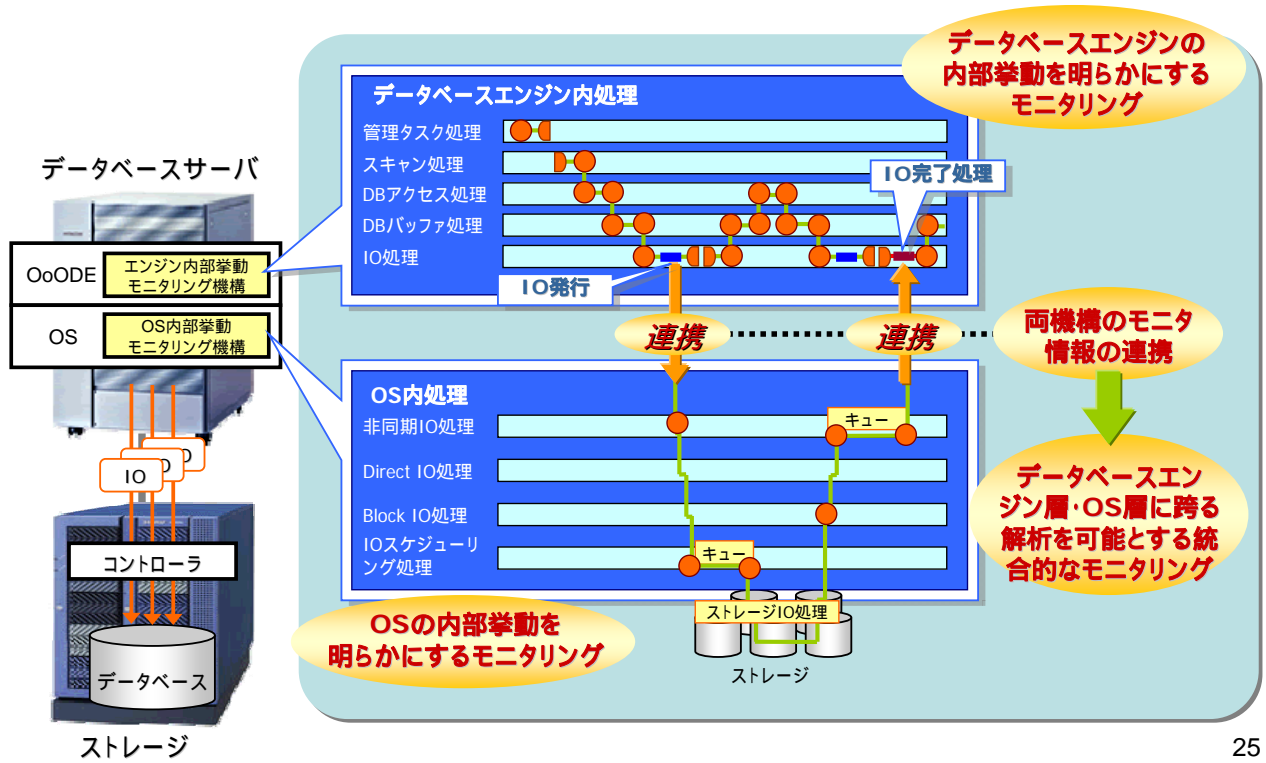 データベースエンジンの
内部挙動を明らかにする
モニタリング
データベースエンジン内処理
管理タスク処理
スキャン処理
DBアクセス処理
DBバッファ処理
IO処理
IO完了処理
IO発行
データベースサーバ
OoODE
エンジン内部挙動
モニタリング機構
OS
OS内部挙動
モニタリング機構
連携
連携
両機構のモニタ
情報の連携
OS内処理
非同期IO処理
Direct IO処理
Block IO処理
IOスケジューリ
ング処理
キュー
キュー
データベースエン
ジン層・OS層に跨る
解析を可能とする統
合的なモニタリング
IO
O
O
コントローラ
データベース
ストレージ
ストレージIO処理
ストレージ
OSの内部挙動を
明らかにするモニタリング
25